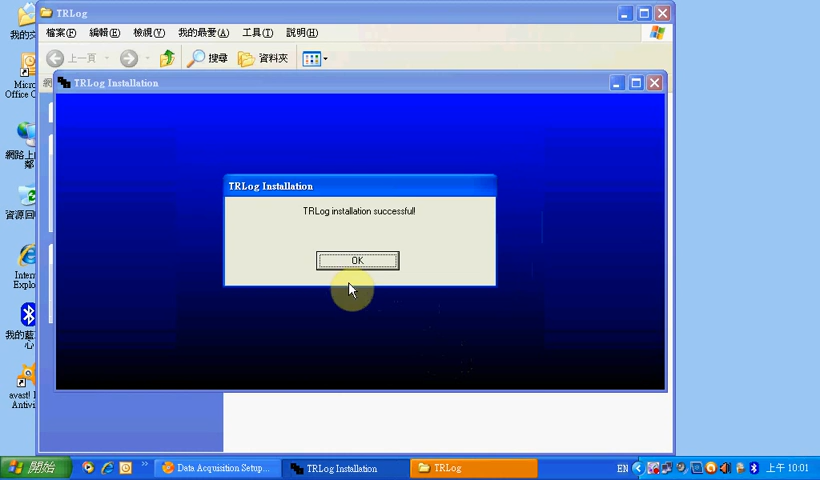 TRLog
檔案(F) 編輯(E) 檢視(V) 我的最愛(A) 工具(T) 說明(H)
上一頁 搜尋 資料夾
TRLog Installation
TRLog Installation
TRLog installation successful!
OK
我的文
Micro
Office O
網路上的
鄰
資源回
Intern
Explo
我的藍
心
avast!
Antivi
開始 Data Acquisition Setup... TRLog Installation TRLog EN 上午 10:01